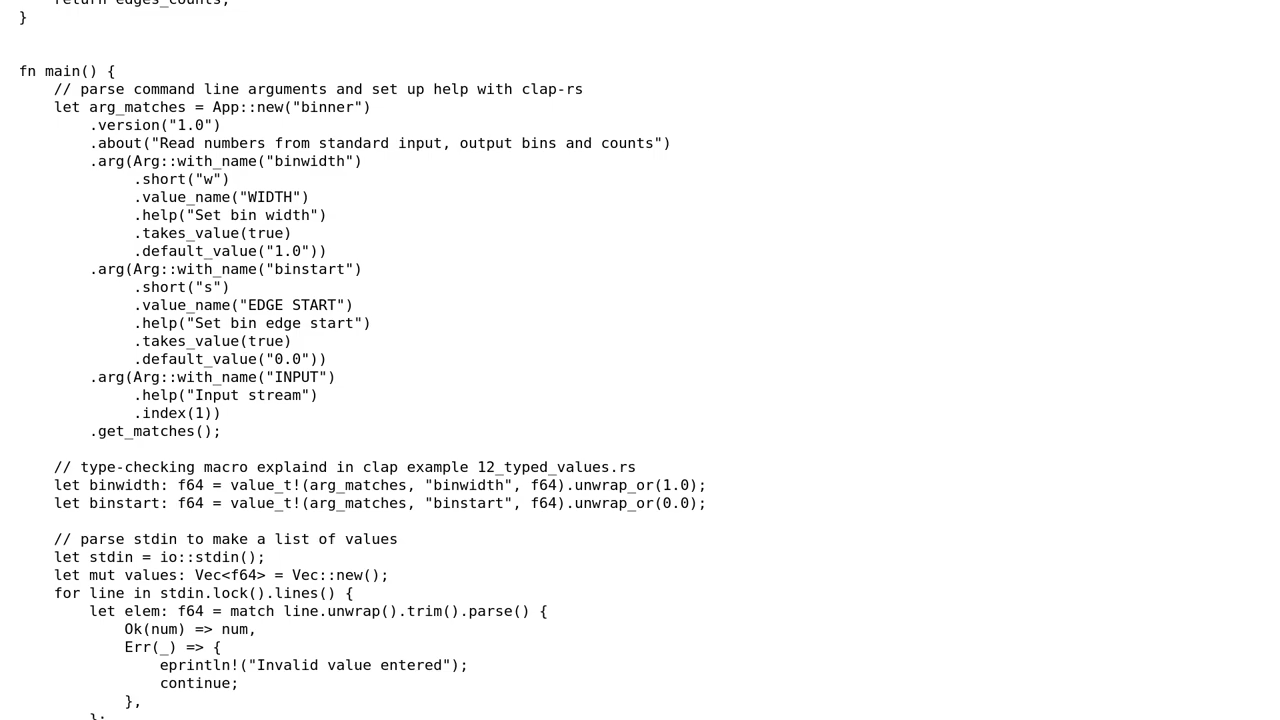 return edges_counts;
}
fn main() {
// parse command line arguments and set up help with clap-rs
let arg_matches = App::new("binner")
.version("1.0")
.about("Read numbers from standard input, output bins and counts")
.arg(Arg::with_name("binwidth")
.short("w")
.value_name("WIDTH")
.help("Set bin width")
.takes_value(true)
.default_value("1.0"))
.arg(Arg::with_name("binstart")
.short("s")
.value_name("EDGE START")
.help("Set bin edge start")
.takes_value(true)
.default_value("0.0"))
.arg(Arg::with_name("INPUT")
.help("Input stream")
.index(1))
.get_matches();
// type-checking macro explaind in clap example 12_typed_values.rs
let binwidth: f64 = value_t!(arg_matches, "binwidth", f64).unwrap_or(1.0);
let binstart: f64 = value_t!(arg_matches, "binstart", f64).unwrap_or(0.0);
// parse stdin to make a list of values
let stdin = io::stdin();
let mut values: Vec<f64> = Vec::new();
for line in stdin.lock().lines() {
let elem: f64 = match line.unwrap().trim().parse() {
Ok(num) => num,
Err(_) => {
eprintln!("Invalid value entered");
continue;
},
};